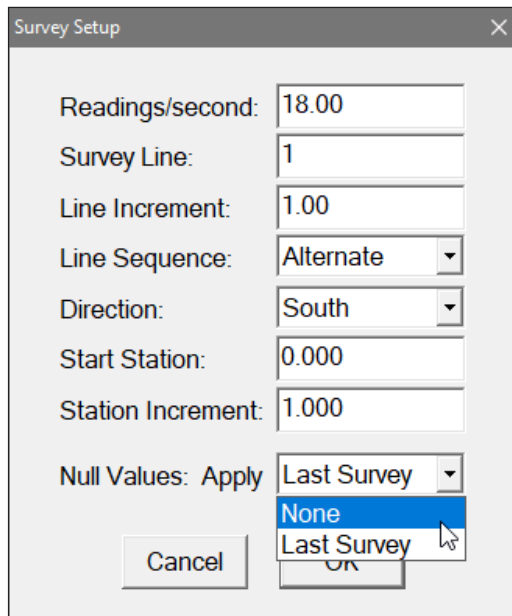 Survey Setup
Readings/second: 18.00
Survey Line: 1
Line Increment: 1.00
Line Sequence: Alternate
Direction: South
Start Station: 0.000
Station Increment: 1.000
Null Values: Apply Last Survey
None
Last Survey
Cancel OK